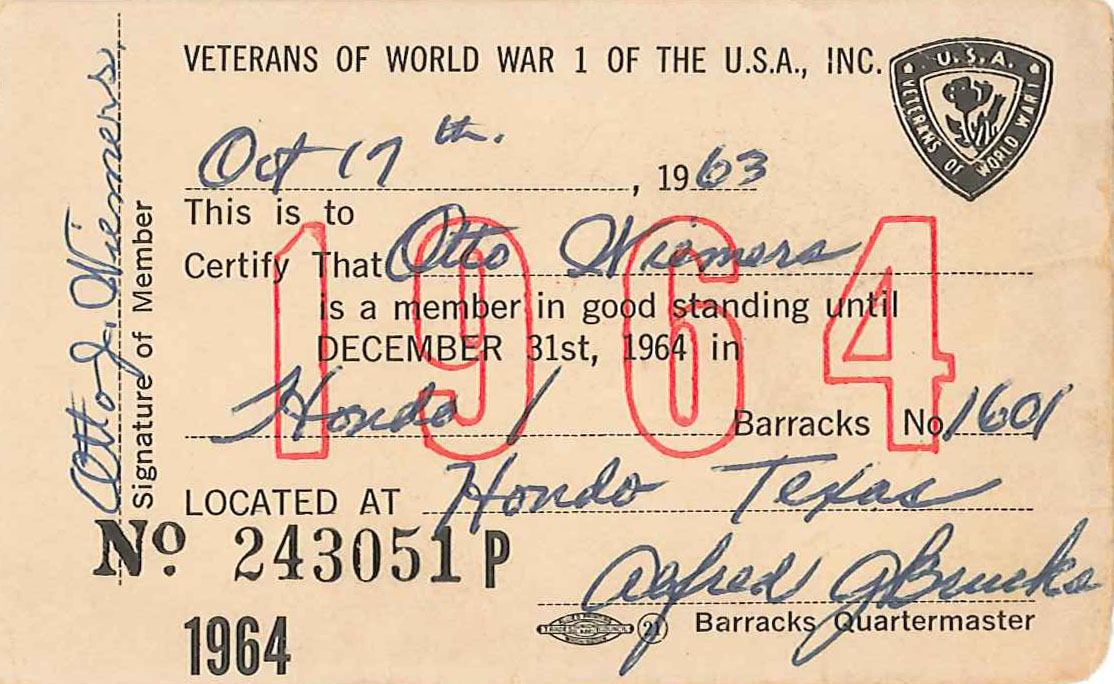 VETERANS OF WORLD WAR 1 OF THE U.S.A., INC.
U.S.A.
VETERANS OF WORLD WAR I
Oct 17th. , 1963
This is to
Certify That Otto Wiemers
is a member in good standing until
DECEMBER 31st, 1964 in
1964
Hondo / Barracks No. 1601
LOCATED AT Hondo Texas
No. 243051 P
Alfred J Brucks
Barracks Quartermaster
21
1964
Otto J. Wiemers.
Signature of Member